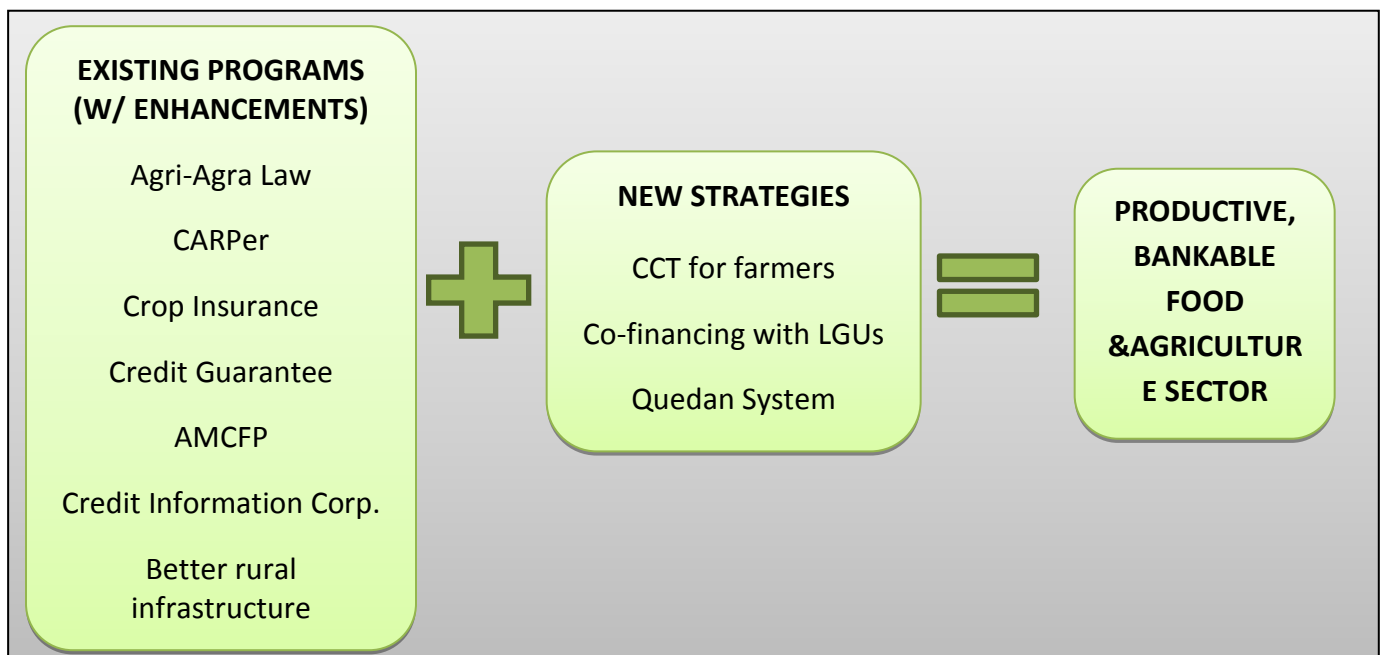 EXISTING PROGRAMS
(W/ ENHANCEMENTS)
Agri-Agra Law
CARPer
Crop Insurance
Credit Guarantee
AMCFP
Credit Information Corp.
Better rural
infrastructure
NEW STRATEGIES
CCT for farmers
Co-financing with LGUs
Quedan System
PRODUCTIVE,
BANKABLE
FOOD
&AGRICULTUR
E SECTOR